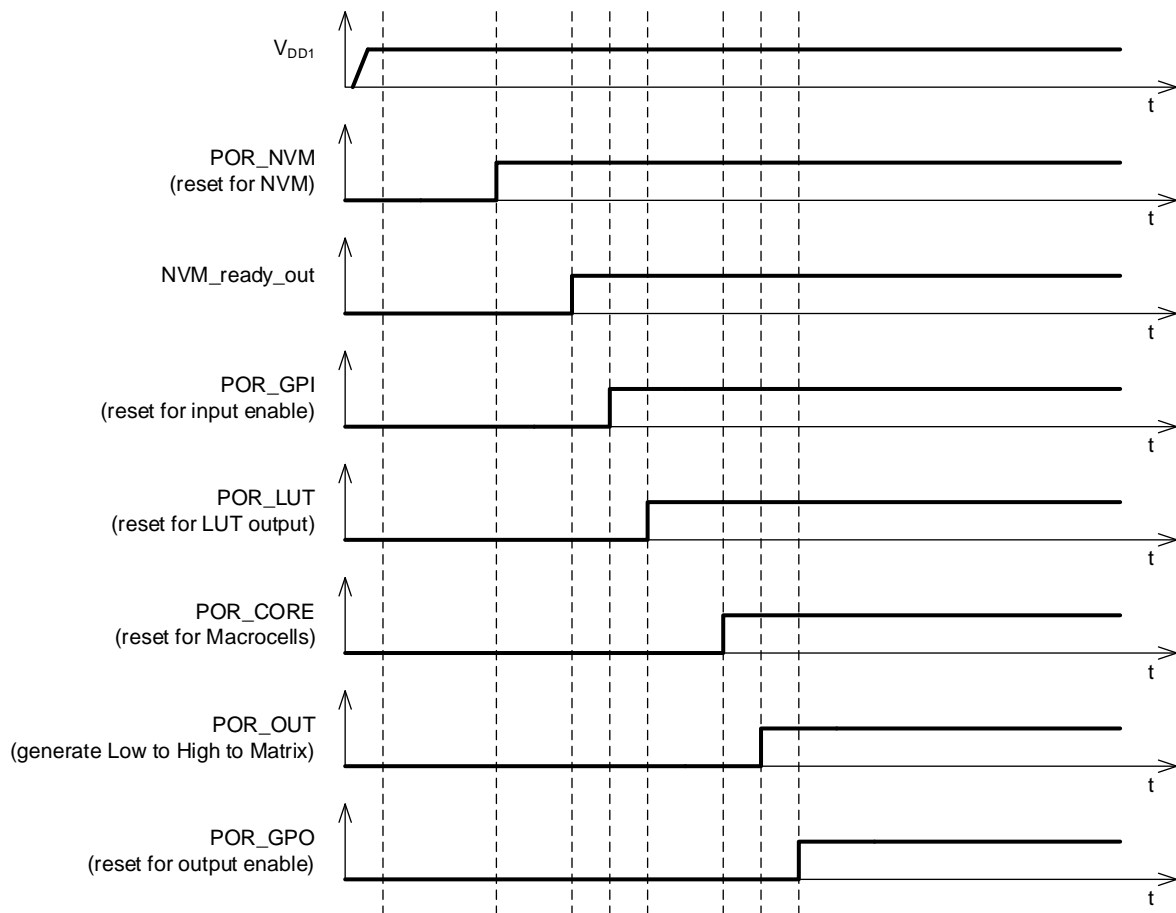 VDD1
t
POR_NVM
(reset for NVM)
t
NVM_ready_out
t
POR_GPI
(reset for input enable)
t
POR_LUT
(reset for LUT output)
t
POR_CORE
(reset for Macrocells)
t
POR_OUT
(generate Low to High to Matrix)
t
POR_GPO
(reset for output enable)
t